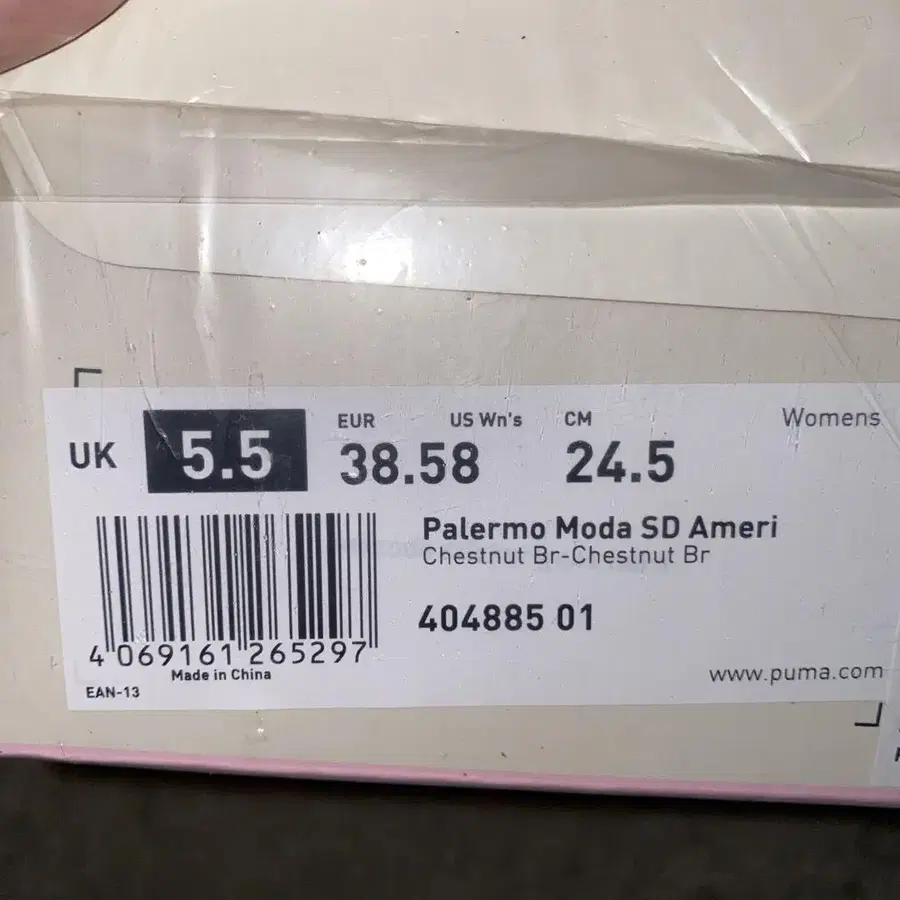 UK 5.5
EUR US Wn's CM
38.58 24.5
Womens
Palermo Moda SD Ameri
Chestnut Br-Chestnut Br
404885 01
4 069161 265297
Made in China
EAN-13
www.puma.com